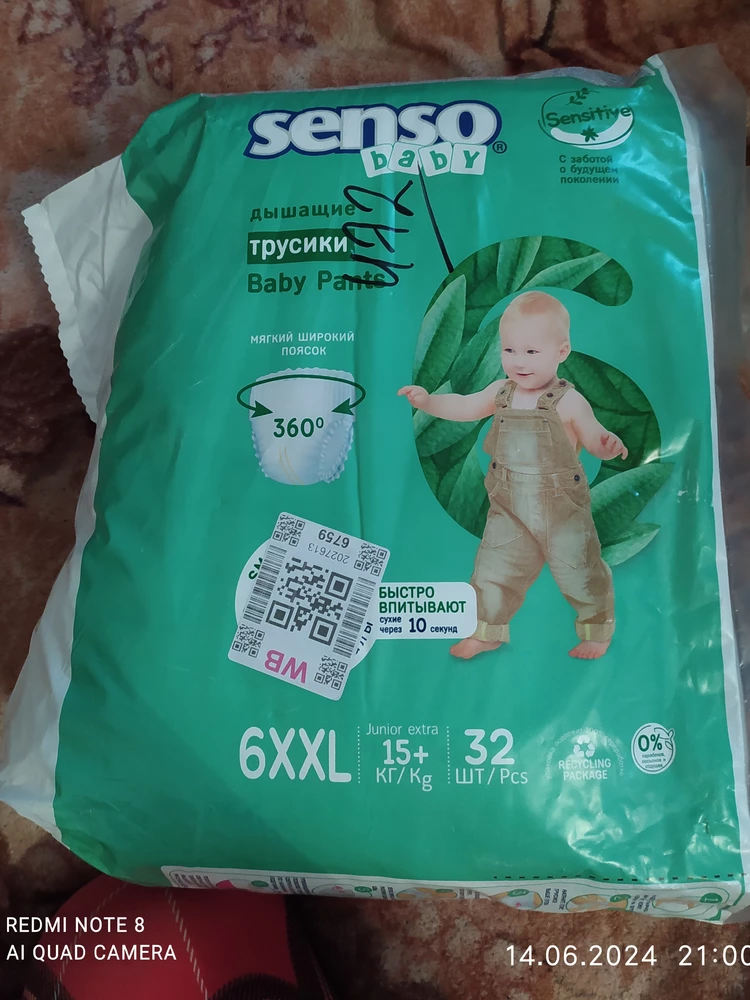 senso
baby®
Sensitive
С заботой
о будущем
поколении
дышащие
трусики
Baby Pants
МЯГКИЙ ШИРОКИЙ
ПОЯСОК
360⁰
6759
2027613
WB
БЫСТРО
ВПИТЫВАЮТ
сухие
через 10 секунд
6XXL
Junior extra
15+
КГ/Kg
32
ШТ/Pcs
RECYCLING
PACKAGE
0%
REDMI NOTE 8
AI QUAD CAMERA
14.06.2024 21:00